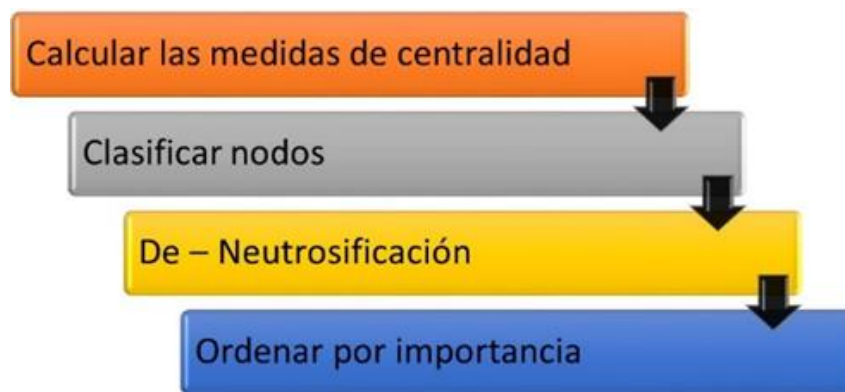 Calcular las medidas de centralidad
Clasificar nodos
De – Neutrosificación
Ordenar por importancia